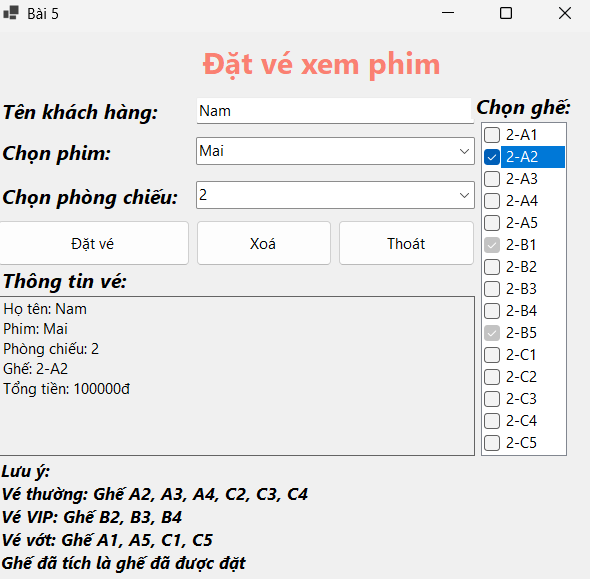 Bài 5
Đặt vé xem phim
Tên khách hàng:
Nam
Chọn phim:
Mai
Chọn phòng chiếu:
2
Đặt vé
Xoá
Thoát
Chọn ghế:
2-A1
2-A2
2-A3
2-A4
2-A5
2-B1
2-B2
2-B3
2-B4
2-B5
2-C1
2-C2
2-C3
2-C4
2-C5
Thông tin vé:
Họ tên: Nam
Phim: Mai
Phòng chiếu: 2
Ghế: 2-A2
Tổng tiền: 100000đ
Lưu ý:
Vé thường: Ghế A2, A3, A4, C2, C3, C4
Vé VIP: Ghế B2, B3, B4
Vé vớt: Ghế A1, A5, C1, C5
Ghế đã tích là ghế đã được đặt